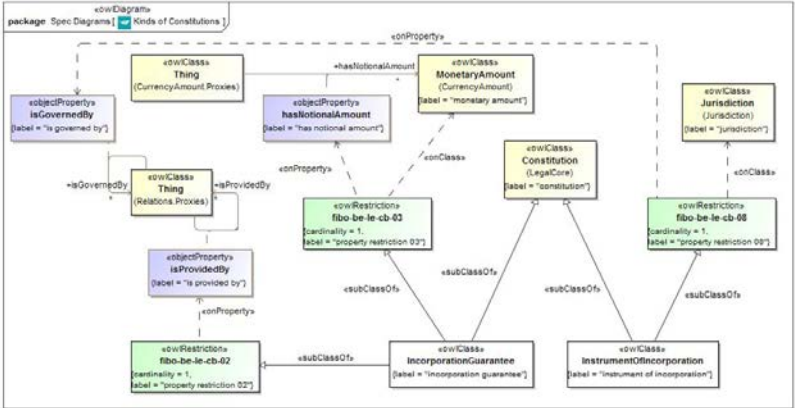 «owlDiagram»
package Spec Diagrams [ Kinds of Constitutions ]
«onProperty»
«owlClass»
Thing
(CurrencyAmount.Proxies)
+hasNotionalAmount
*
«owlClass»
MonetaryAmount
(CurrencyAmount)
[label = "monetary amount"]
«objectProperty»
isGovernedBy
[label = "is governed by"]
«objectProperty»
hasNotionalAmount
[label = "has notional amount"]
«owlClass»
Jurisdiction
(Jurisdiction)
[label = "jurisdiction"]
«onProperty»
«onClass»
«owlClass»
Constitution
(LegalCore)
[label = "constitution"]
«onClass»
+isGovernedBy
*
«owlClass»
Thing
(Relations.Proxies)
+isProvidedBy
*
«owlRestriction»
fibo-be-le-cb-03
[cardinality = 1,
label = "property restriction 03"]
«owlRestriction»
fibo-be-le-cb-08
[cardinality = 1,
label = "property restriction 08"]
«objectProperty»
isProvidedBy
[label = "is provided by"]
«subClassOf»
«subClassOf»
«subClassOf»
«subClassOf»
«onProperty»
«owlRestriction»
fibo-be-le-cb-02
[cardinality = 1,
label = "property restriction 02"]
«subClassOf»
«owlClass»
IncorporationGuarantee
[label = "incorporation guarantee"]
«owlClass»
InstrumentOfIncorporation
[label = "instrument of incorporation"]